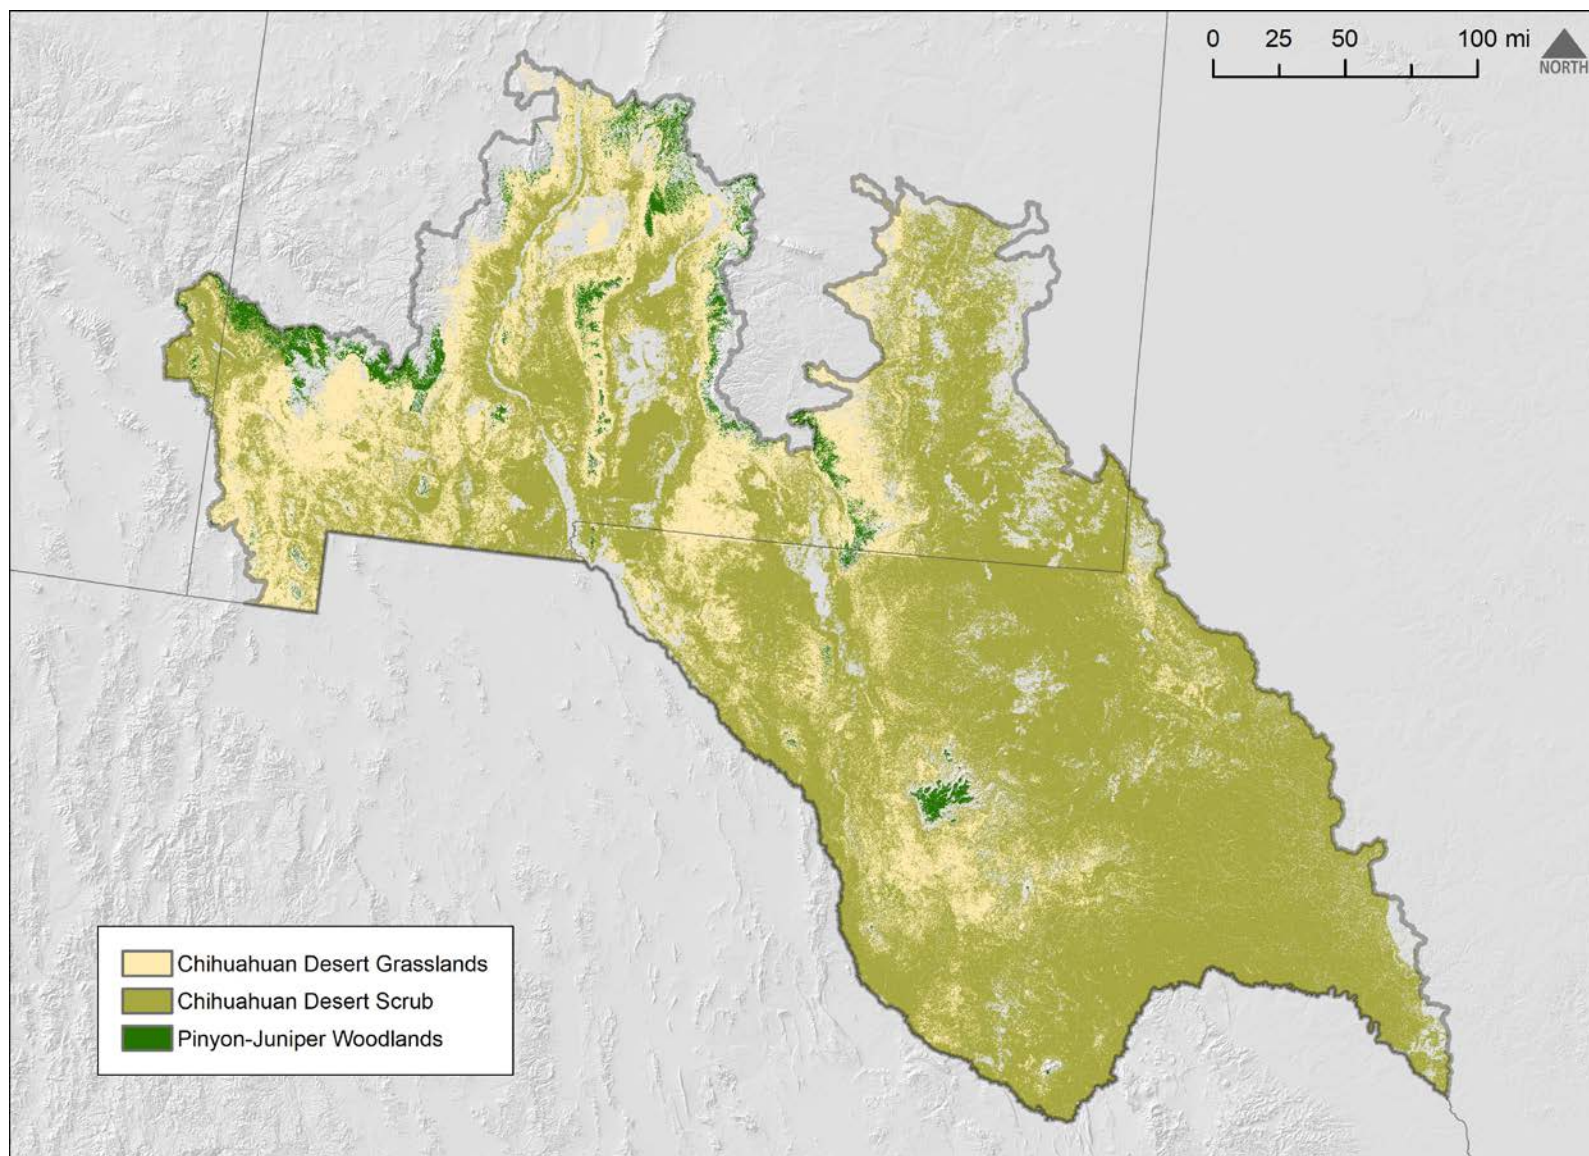 0 25 50 100 mi
NORTH
Chihuahuan Desert Grasslands
Chihuahuan Desert Scrub
Pinyon-Juniper Woodlands